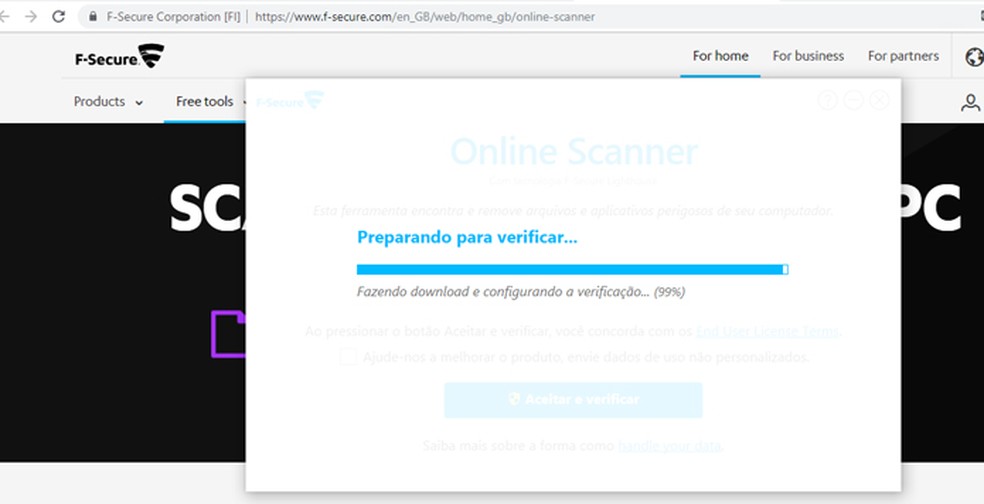 F-Secure Corporation [FI] | https://www.f-secure.com/en_GB/web/home_gb/online-scanner
F-Secure.
For home For business For partners
Products Free tools
F-Secure
Online Scanner
Esta ferramenta encontra e remove arquivos e aplicativos perigosos de seu computador.
SCA PC
Preparando para verificar...
Fazendo download e configurando a verificação... (99%)
Ao pressionar o botão Aceitar e verificar, você concorda com os End User License Terms.
Ajude-nos a melhorar o produto, envie dados de uso não personalizados.
Aceitar e verificar
Saiba mais sobre a forma como handle your data.